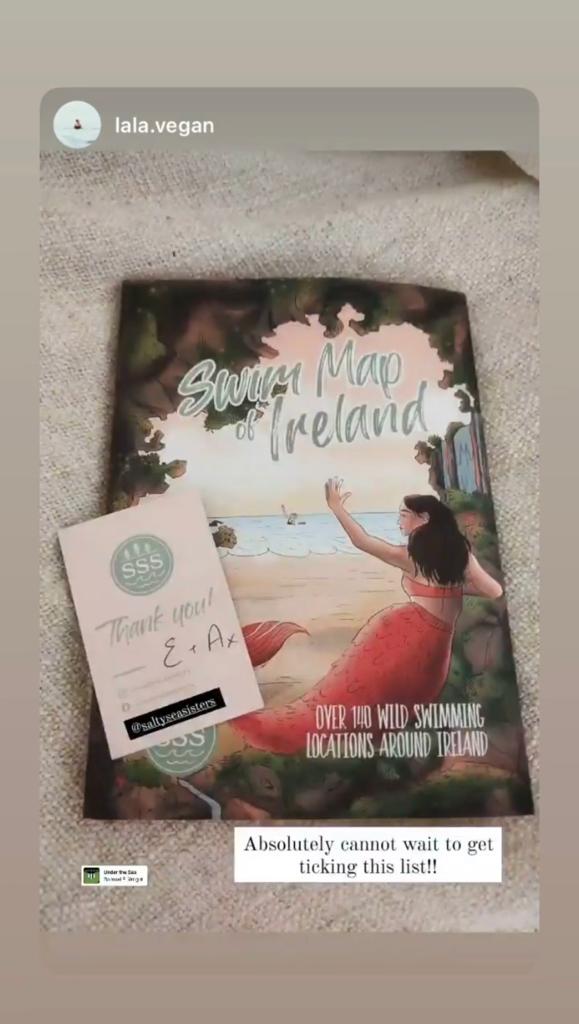 lala.vegan
Swim Map
of Ireland
SSS
Thank you!
E + Ax
@saltyseasisters
SSS
OVER 140 WILD SWIMMING
LOCATIONS AROUND IRELAND
Absolutely cannot wait to get
ticking this list!!
Under the Sea